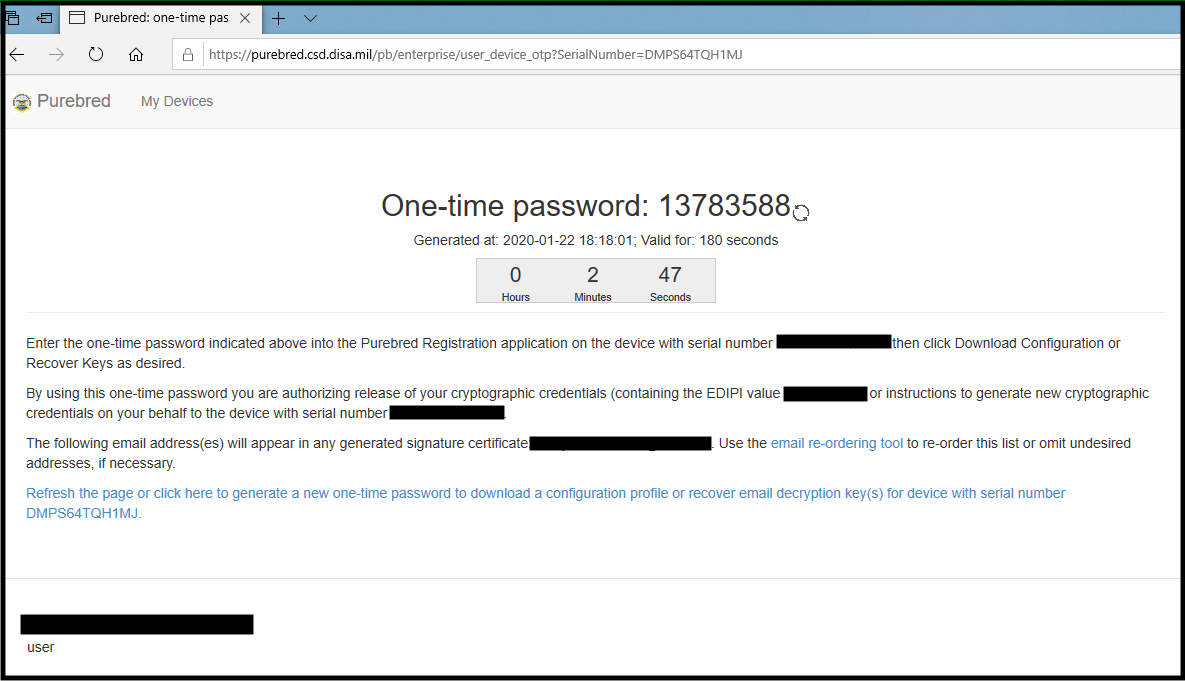 Purebred: one-time pas
https://purebred.csd.disa.mil/pb/enterprise/user_device_otp?SerialNumber=DMPS64TQH1MJ
Purebred My Devices
One-time password: 13783588
Generated at: 2020-01-22 18:18:01; Valid for: 180 seconds
0 2 47
Hours Minutes Seconds
Enter the one-time password indicated above into the Purebred Registration application on the device with serial number then click Download Configuration or
Recover Keys as desired.
By using this one-time password you are authorizing release of your cryptographic credentials (containing the EDIPI value or instructions to generate new cryptographic
credentials on your behalf to the device with serial number
The following email address(es) will appear in any generated signature certificate . Use the email re-ordering tool to re-order this list or omit undesired
addresses, if necessary.
Refresh the page or click here to generate a new one-time password to download a configuration profile or recover email decryption key(s) for device with serial number
DMPS64TQH1MJ.
user